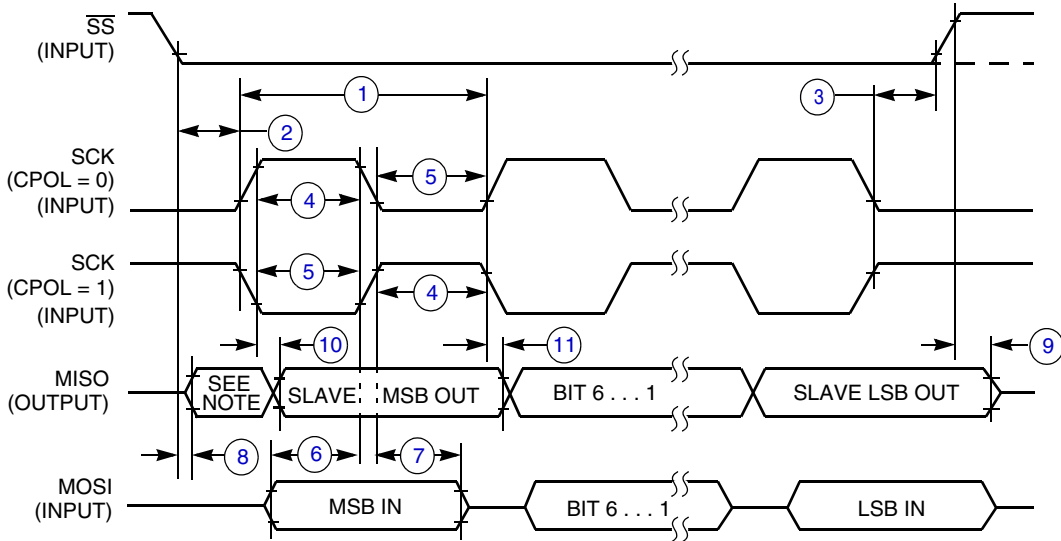 SS
(INPUT)
1
3
2
SCK
(CPOL = 0)
(INPUT)
5
4
SCK
(CPOL = 1)
(INPUT)
5
4
10
11
9
MISO
(OUTPUT)
SEE
NOTE
SLAVE
MSB OUT
BIT 6 . . . 1
SLAVE LSB OUT
8
6
7
MOSI
(INPUT)
MSB IN
BIT 6 . . . 1
LSB IN